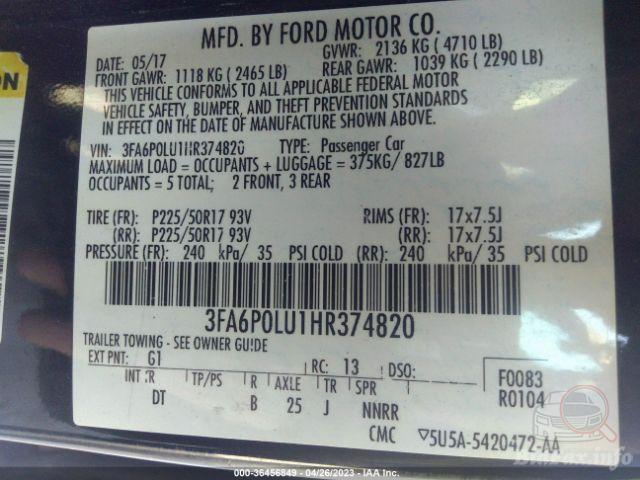 ON
MFD. BY FORD MOTOR CO.
DATE: 05/17 GVWR: 2136 KG ( 4710 LB)
FRONT GAWR: 1118 KG ( 2465 LB) REAR GAWR: 1039 KG ( 2290 LB)
THIS VEHICLE CONFORMS TO ALL APPLICABLE FEDERAL MOTOR
VEHICLE SAFETY, BUMPER, AND THEFT PREVENTION STANDARDS
IN EFFECT ON THE DATE OF MANUFACTURE SHOWN ABOVE.
VIN: 3FA6P0LU1HR374820 TYPE: Passenger Car
MAXIMUM LOAD = OCCUPANTS + LUGGAGE = 375KG/ 827LB
OCCUPANTS = 5 TOTAL; 2 FRONT, 3 REAR
TIRE (FR): P225/50R17 93V RIMS (FR): 17x7.5J
(RR): P225/50R17 93V (RR): 17x7.5J
PRESSURE (FR): 240 kPa/ 35 PSI COLD (RR): 240 kPa/ 35 PSI COLD
3FA6P0LU1HR374820
TRAILER TOWING - SEE OWNER GUIDE
EXT PNT: G1 RC: 13 DSO: F0083
INT TR TP/PS R AXLE TR SPR R0104
DT B 25 J NNRR
CMC ▽5U5A-5420472-AA
BidFax.info
000-36456849 - 04/26/2023 - IAA Inc.